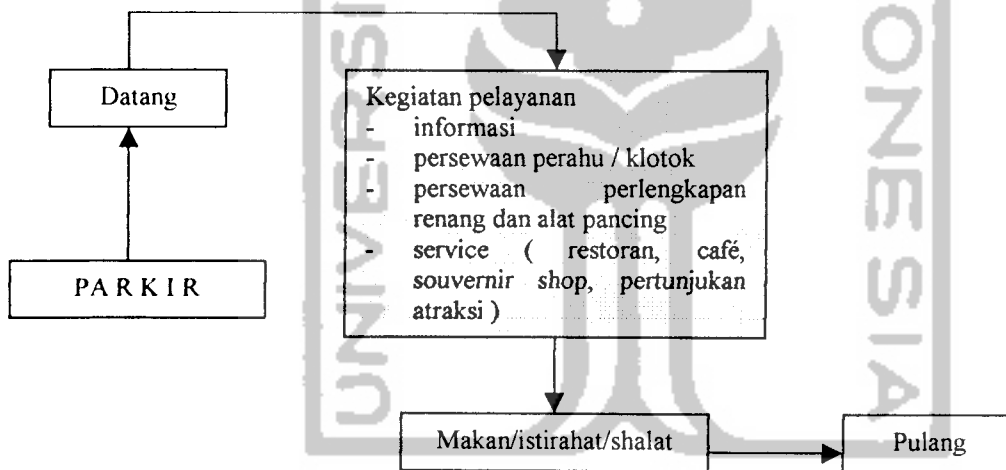 Datang
Kegiatan pelayanan
- informasi
- persewaan perahu / klotok
- persewaan perlengkapan
renang dan alat pancing
- service ( restoran, café,
souvernir shop, pertunjukan
atraksi )
PARKIR
Makan/istirahat/shalat
Pulang